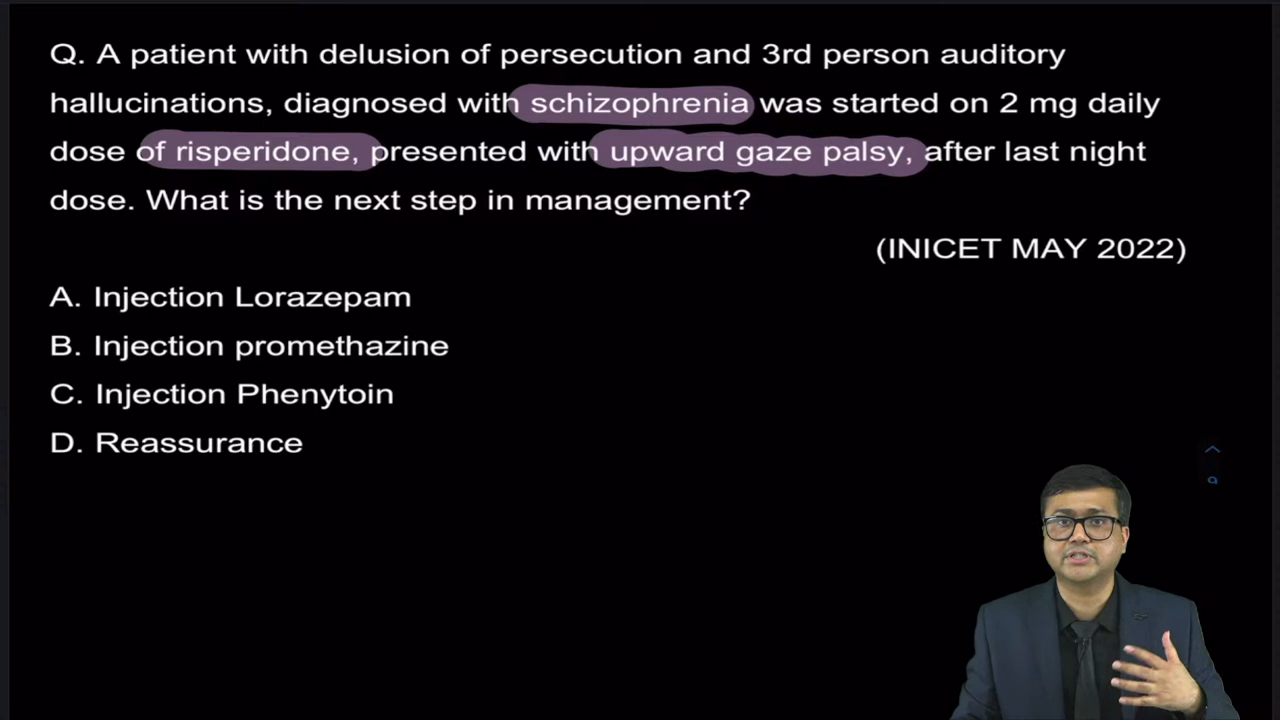 Q. A patient with delusion of persecution and 3rd person auditory
hallucinations, diagnosed with schizophrenia was started on 2 mg daily
dose of risperidone, presented with upward gaze palsy, after last night
dose. What is the next step in management?
(INICET MAY 2022)
A. Injection Lorazepam
B. Injection promethazine
C. Injection Phenytoin
D. Reassurance